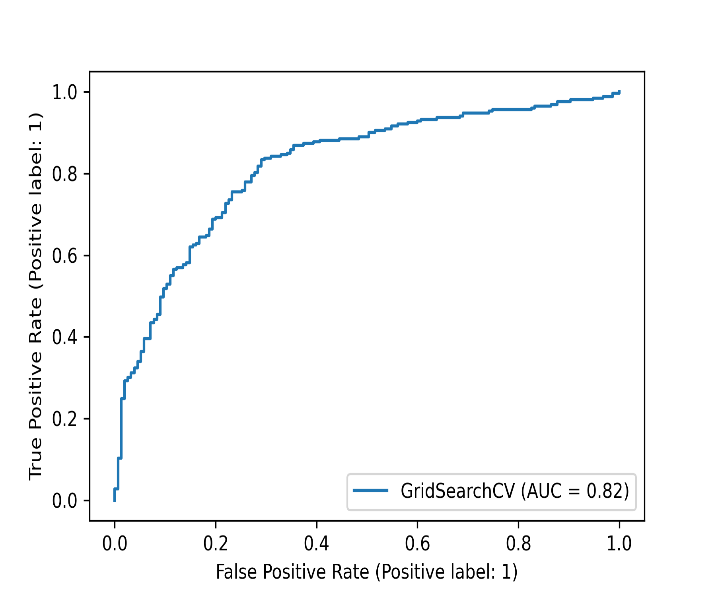 1.0
0.8
0.6
0.4
0.2
0.0
True Positive Rate (Positive label: 1)
GridSearchCV (AUC = 0.82)
0.0 0.2 0.4 0.6 0.8 1.0
False Positive Rate (Positive label: 1)